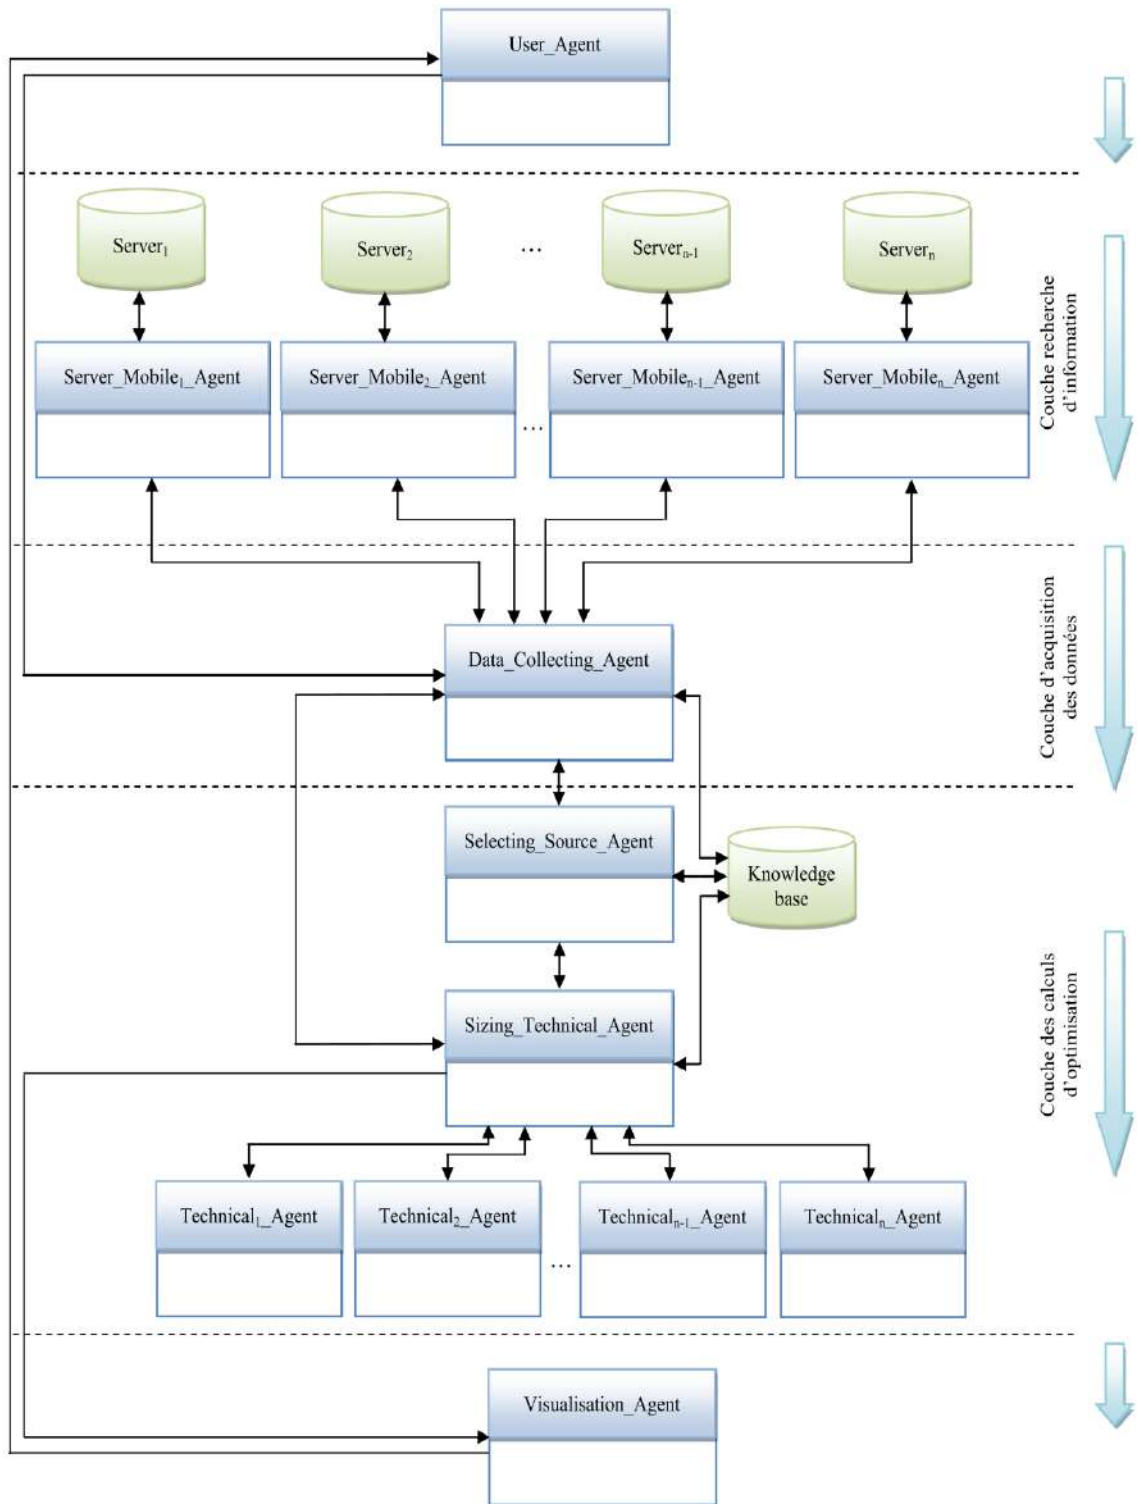 User_Agent
Server₁
Server₂
...
Serverₙ₋₁
Serverₙ
Server_Mobile₁_Agent
Server_Mobile₂_Agent
...
Server_Mobileₙ₋₁_Agent
Server_Mobileₙ_Agent
Couche recherche
d'information
Data_Collecting_Agent
Couche d'acquisition
des données
Selecting_Source_Agent
Knowledge
base
Sizing_Technical_Agent
Couche des calculs
d'optimisation
Technical₁_Agent
Technical₂_Agent
...
Technicalₙ₋₁_Agent
Technicalₙ_Agent
Visualisation_Agent